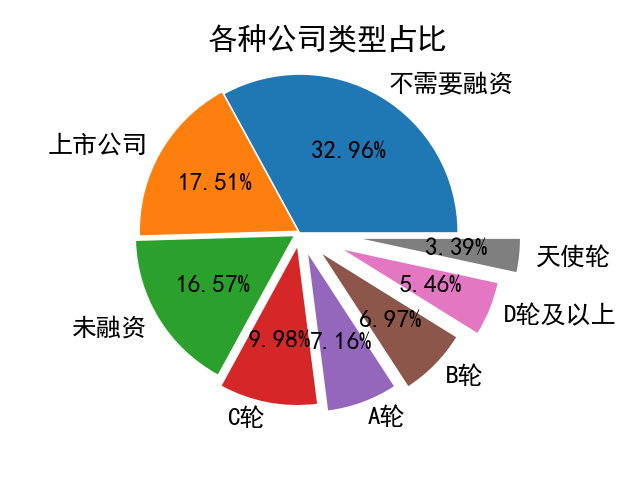 各种公司类型占比
不需要融资
32.96%
上市公司
17.51%
未融资
16.57%
C轮
9.98%
A轮
7.16%
B轮
6.97%
D轮及以上
5.46%
天使轮
3.39%